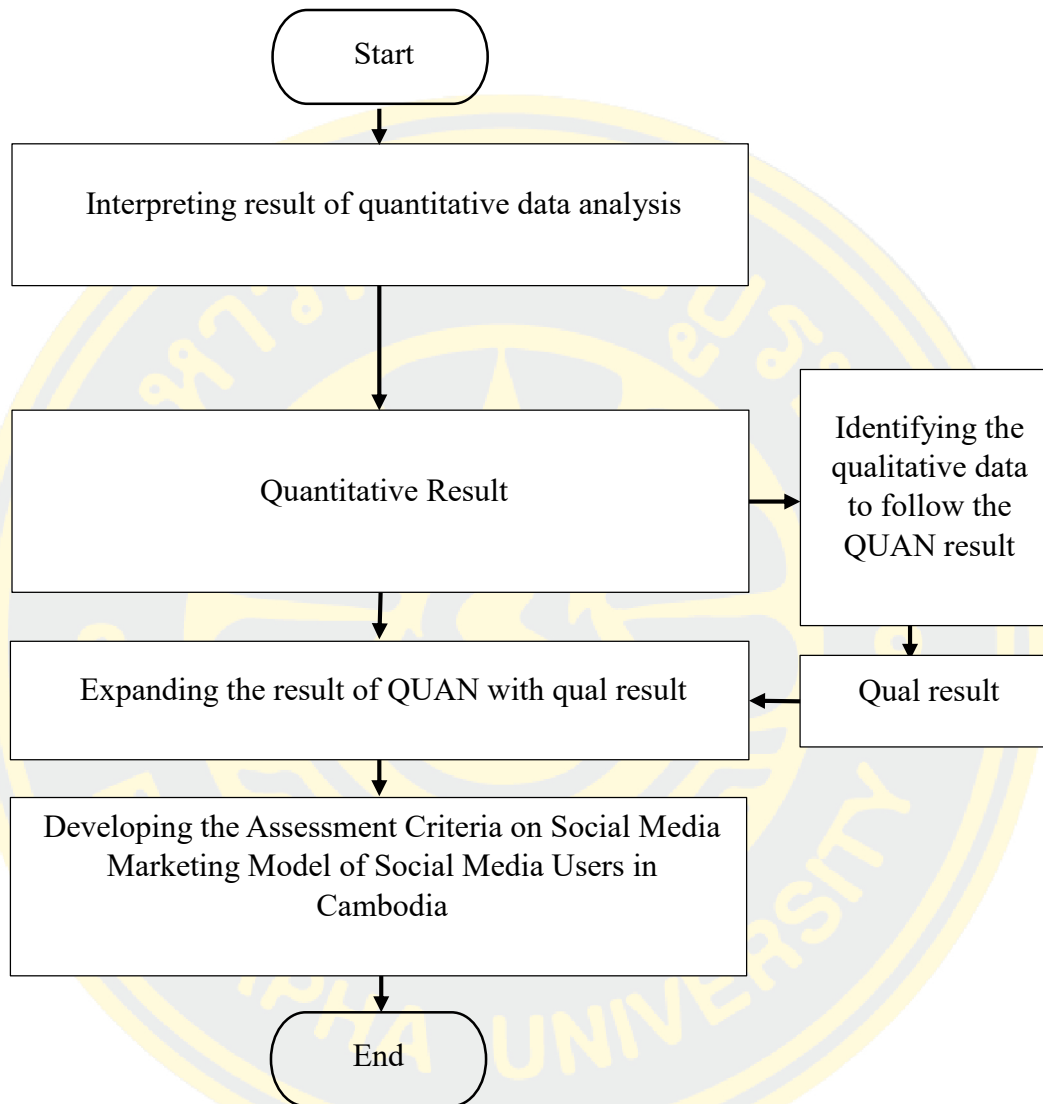 Start
Interpreting result of quantitative data analysis
Quantitative Result
Identifying the
qualitative data
to follow the
QUAN result
Expanding the result of QUAN with qual result
Qual result
Developing the Assessment Criteria on Social Media
Marketing Model of Social Media Users in
Cambodia
End
UNIVERSITY